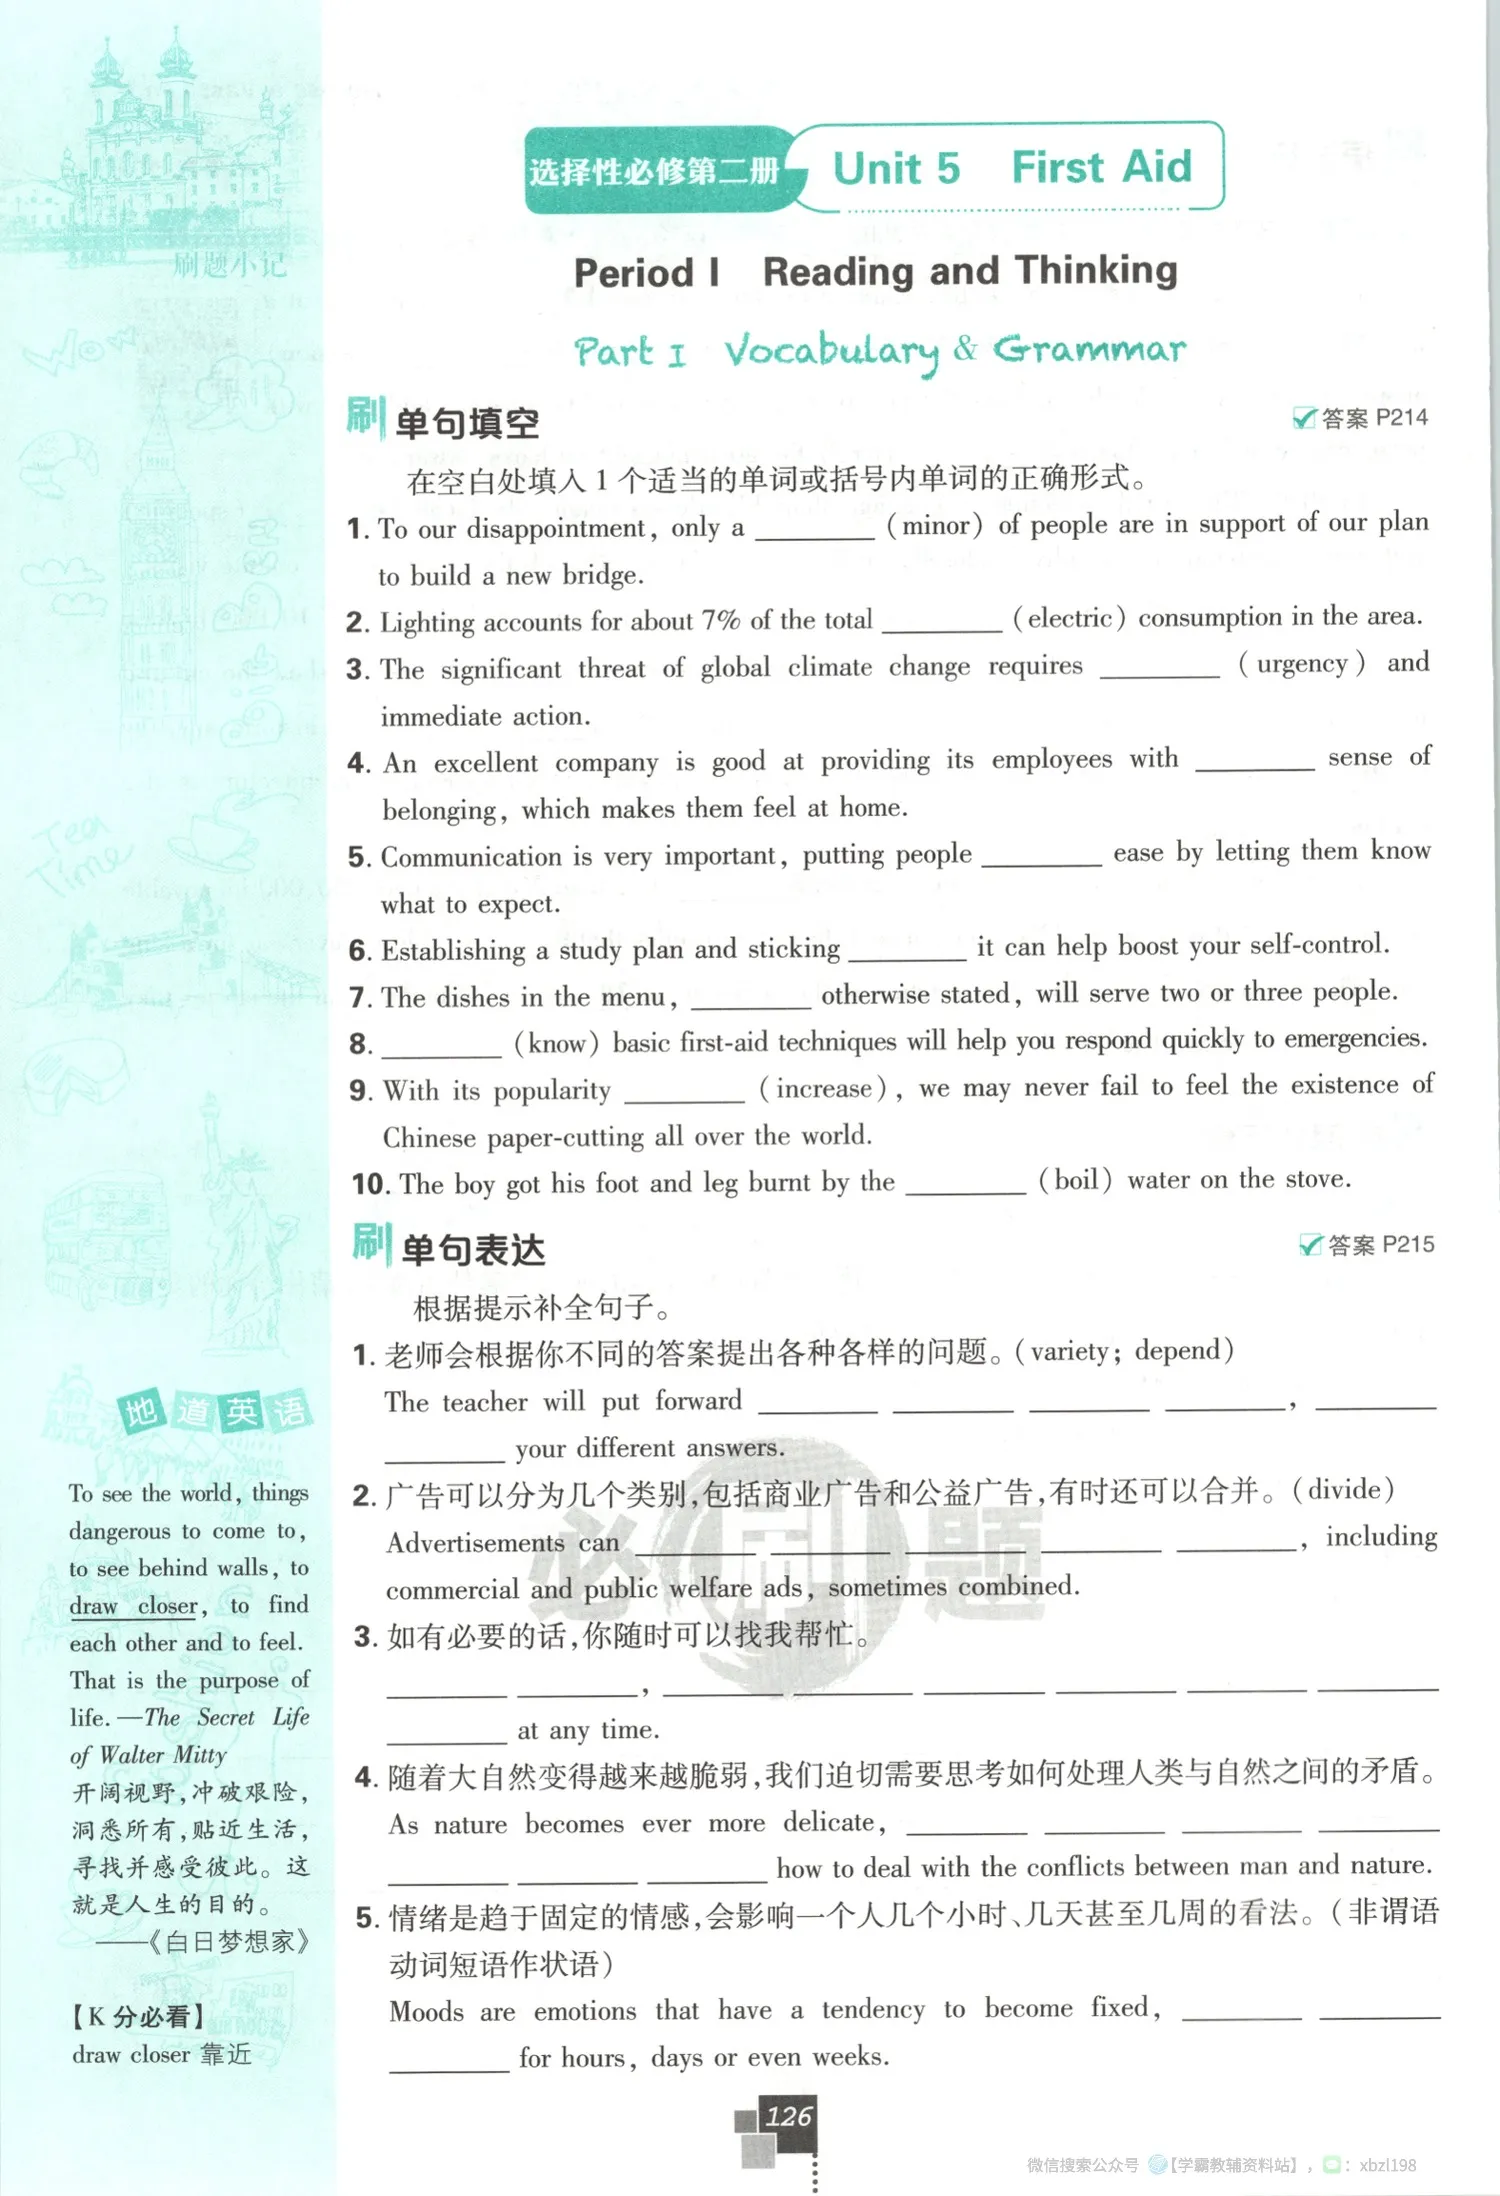 选择性必修第二册 Unit 5 First Aid
Period I Reading and Thinking
Part I Vocabulary & Grammar
刷 单句填空
答案 P214
在空白处填入 1 个适当的单词或括号内单词的正确形式。
1. To our disappointment, only a ________ (minor) of people are in support of our plan
to build a new bridge.
2. Lighting accounts for about 7% of the total ________ (electric) consumption in the area.
3. The significant threat of global climate change requires ________ (urgency) and
immediate action.
4. An excellent company is good at providing its employees with ________ sense of
belonging, which makes them feel at home.
5. Communication is very important, putting people ________ ease by letting them know
what to expect.
6. Establishing a study plan and sticking ________ it can help boost your self-control.
7. The dishes in the menu, ________ otherwise stated, will serve two or three people.
8. ________ (know) basic first-aid techniques will help you respond quickly to emergencies.
9. With its popularity ________ (increase), we may never fail to feel the existence of
Chinese paper-cutting all over the world.
10. The boy got his foot and leg burnt by the ________ (boil) water on the stove.
刷 单句表达
答案 P215
根据提示补全句子。
1. 老师会根据你不同的答案提出各种各样的问题。(variety; depend)
The teacher will put forward ________ ________ ________ ________, ________
________ your different answers.
2. 广告可以分为几个类别,包括商业广告和公益广告,有时还可以合并。(divide)
Advertisements can ________ ________ ________ ________ ________, including
commercial and public welfare ads, sometimes combined.
3. 如有必要的话,你随时可以找我帮忙。
________ ________, ________ ________ ________ ________ ________ ________
________ at any time.
4. 随着大自然变得越来越脆弱,我们迫切需要思考如何处理人类与自然之间的矛盾。
As nature becomes ever more delicate, ________ ________ ________ ________
________ ________ ________ how to deal with the conflicts between man and nature.
5. 情绪是趋于固定的情感,会影响一个人几个小时、几天甚至几周的看法。(非谓语
动词短语作状语)
Moods are emotions that have a tendency to become fixed, ________ ________
________ for hours, days or even weeks.
刷题小记
Wow
Tea
Time
地道英语
To see the world, things
dangerous to come to,
to see behind walls, to
draw closer, to find
each other and to feel.
That is the purpose of
life. —The Secret Life
of Walter Mitty
开阔视野,冲破艰险,
洞悉所有,贴近生活,
寻找并感受彼此。这
就是人生的目的。
——《白日梦想家》
【K 分必看】
draw closer 靠近
必刷题
126
微信搜索公众号 【学霸教辅资料站】, : xbzl198